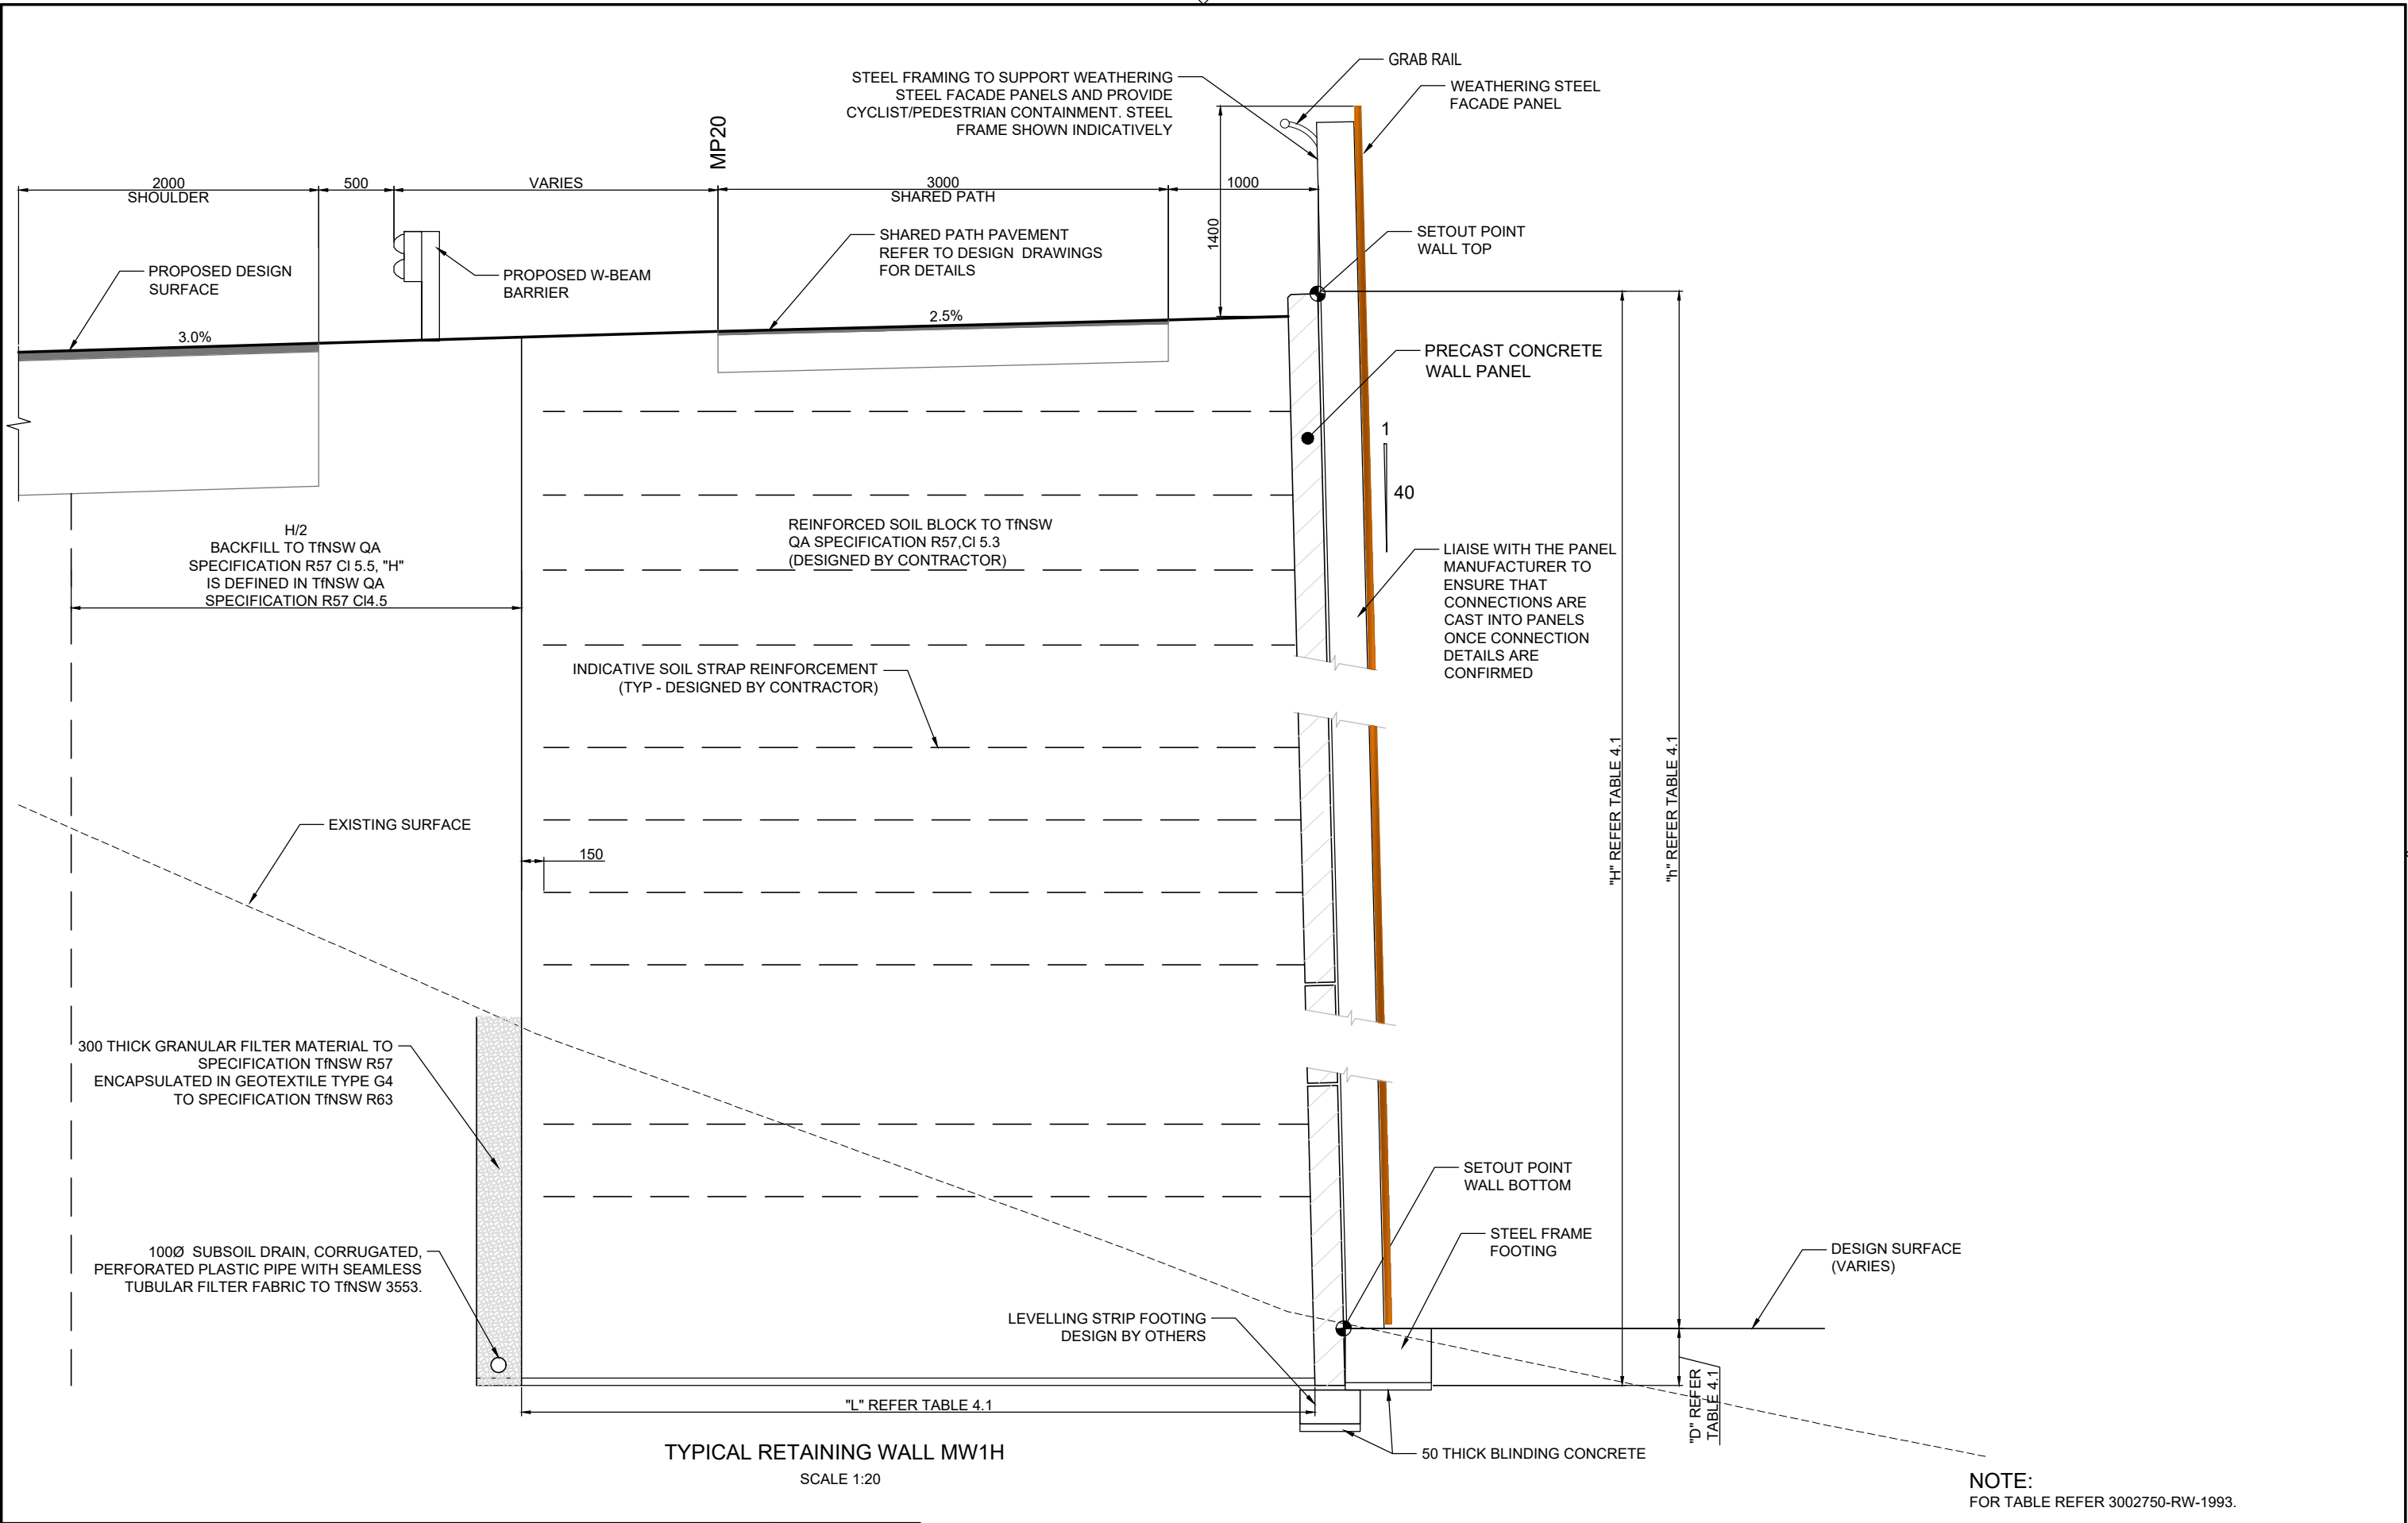 GRAB RAIL
STEEL FRAMING TO SUPPORT WEATHERING
STEEL FACADE PANELS AND PROVIDE
CYCLIST/PEDESTRIAN CONTAINMENT. STEEL
FRAME SHOWN INDICATIVELY
WEATHERING STEEL
FACADE PANEL
MP20
2000
SHOULDER
500
VARIES
3000
SHARED PATH
1000
1400
SETOUT POINT
WALL TOP
SHARED PATH PAVEMENT
REFER TO DESIGN DRAWINGS
FOR DETAILS
PROPOSED DESIGN
SURFACE
PROPOSED W-BEAM
BARRIER
3.0%
2.5%
PRECAST CONCRETE
WALL PANEL
1
40
H/2
BACKFILL TO TfNSW QA
SPECIFICATION R57 Cl 5.5, "H"
IS DEFINED IN TfNSW QA
SPECIFICATION R57 Cl4.5
REINFORCED SOIL BLOCK TO TfNSW
QA SPECIFICATION R57,Cl 5.3
(DESIGNED BY CONTRACTOR)
LIAISE WITH THE PANEL
MANUFACTURER TO
ENSURE THAT
CONNECTIONS ARE
CAST INTO PANELS
ONCE CONNECTION
DETAILS ARE
CONFIRMED
INDICATIVE SOIL STRAP REINFORCEMENT
(TYP - DESIGNED BY CONTRACTOR)
"H" REFER TABLE 4.1
"h" REFER TABLE 4.1
EXISTING SURFACE
150
300 THICK GRANULAR FILTER MATERIAL TO
SPECIFICATION TfNSW R57
ENCAPSULATED IN GEOTEXTILE TYPE G4
TO SPECIFICATION TfNSW R63
SETOUT POINT
WALL BOTTOM
STEEL FRAME
FOOTING
DESIGN SURFACE
(VARIES)
100Ø SUBSOIL DRAIN, CORRUGATED,
PERFORATED PLASTIC PIPE WITH SEAMLESS
TUBULAR FILTER FABRIC TO TfNSW 3553.
LEVELLING STRIP FOOTING
DESIGN BY OTHERS
"L" REFER TABLE 4.1
"D" REFER
TABLE 4.1
50 THICK BLINDING CONCRETE
TYPICAL RETAINING WALL MW1H
SCALE 1:20
NOTE:
FOR TABLE REFER 3002750-RW-1993.